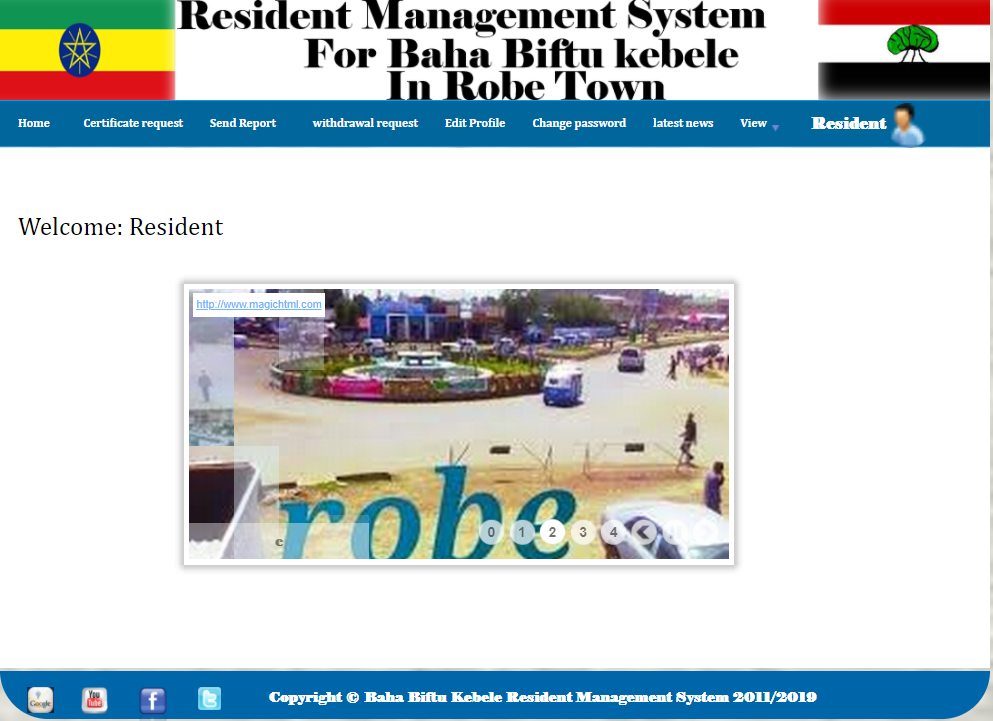 Resident Management System
For Baha Biftu kebele
In Robe Town
Home Certificate request Send Report withdrawal request Edit Profile Change password latest news View Resident
Welcome: Resident
http://www.magichtml.com
robe
e
0 1 2 3 4
Google You Tube f t
Copyright © Baha Biftu Kebele Resident Management System 2011/2019